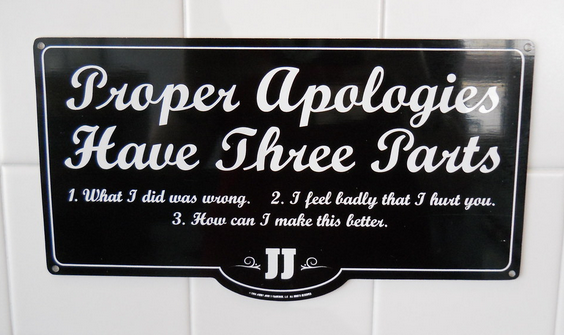 Proper Apologies
Have Three Parts
1. What I did was wrong. 2. I feel badly that I hurt you.
3. How can I make this better.
JJ